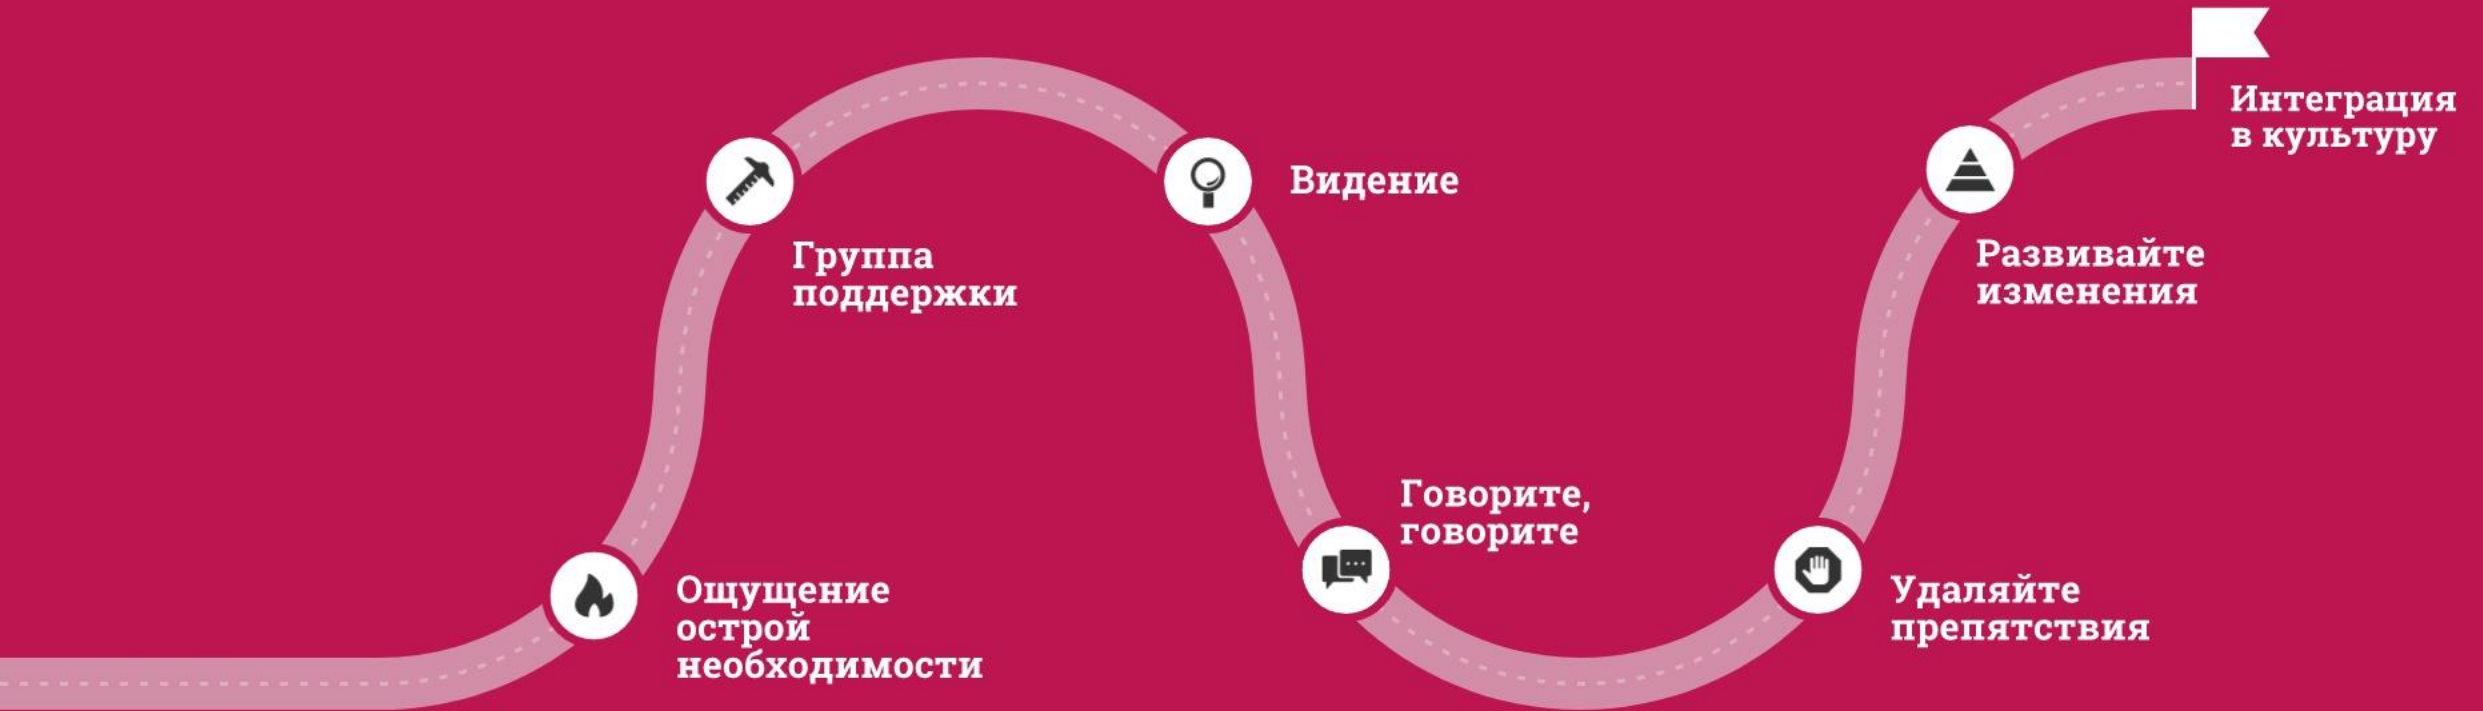 Ощущение
острой
необходимости
Группа
поддержки
Видение
Говорите,
говорите
Удаляйте
препятствия
Развивайте
изменения
Интеграция
в культуру